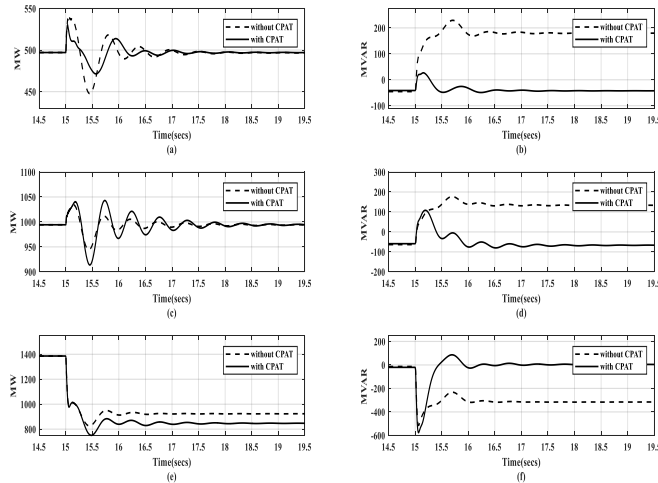 550
500
450
MW
without CPAT
with CPAT
14.5 15 15.5 16 16.5 17 17.5 18 18.5 19 19.5
Time(secs)
(a)
200
100
0
-100
MVAR
without CPAT
with CPAT
14.5 15 15.5 16 16.5 17 17.5 18 18.5 19 19.5
Time(secs)
(b)
1100
1050
1000
950
900
MW
without CPAT
with CPAT
14.5 15 15.5 16 16.5 17 17.5 18 18.5 19 19.5
Time(secs)
(c)
300
200
100
0
-100
-200
MVAR
without CPAT
with CPAT
14.5 15 15.5 16 16.5 17 17.5 18 18.5 19 19.5
Time(secs)
(d)
1400
1200
1000
800
MW
without CPAT
with CPAT
14.5 15 15.5 16 16.5 17 17.5 18 18.5 19 19.5
Time(secs)
(e)
200
0
-200
-400
-600
MVAR
without CPAT
with CPAT
14.5 15 15.5 16 16.5 17 17.5 18 18.5 19 19.5
Time(secs)
(f)